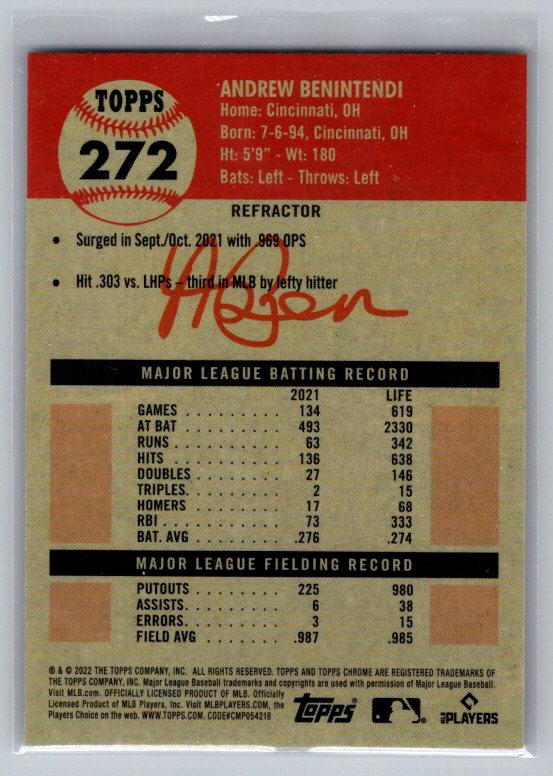 TOPPS
272
ANDREW BENINTENDI
Home: Cincinnati, OH
Born: 7-6-94, Cincinnati, OH
Ht: 5'9" - Wt: 180
Bats: Left - Throws: Left
REFRACTOR
• Surged in Sept./Oct. 2021 with .969 OPS
• Hit .303 vs. LHPs – third in MLB by lefty hitter
MAJOR LEAGUE BATTING RECORD
2021 LIFE
GAMES . . . . . . . . . . 134 619
AT BAT . . . . . . . . . . 493 2330
RUNS . . . . . . . . . . 63 342
HITS . . . . . . . . . . 136 638
DOUBLES . . . . . . . . 27 146
TRIPLES. . . . . . . . . 2 15
HOMERS . . . . . . . . 17 68
RBI . . . . . . . . . . . 73 333
BAT. AVG . . . . . . . . .276 .274
MAJOR LEAGUE FIELDING RECORD
PUTOUTS . . . . . . . . 225 980
ASSISTS. . . . . . . . . 6 38
ERRORS. . . . . . . . . 3 15
FIELD AVG . . . . . . . .987 .985
® & © 2022 THE TOPPS COMPANY, INC. ALL RIGHTS RESERVED. TOPPS AND TOPPS CHROME ARE REGISTERED TRADEMARKS OF
THE TOPPS COMPANY, INC. Major League Baseball trademarks and copyrights are used with permission of Major League Baseball.
Visit MLB.com. OFFICIALLY LICENSED PRODUCT OF MLB. Officially
Licensed Product of MLB Players, Inc. Visit MLBPLAYERS.COM, the
Players Choice on the web. WWW.TOPPS.COM. CODE#CMP054218
Topps
MLB PLAYERS